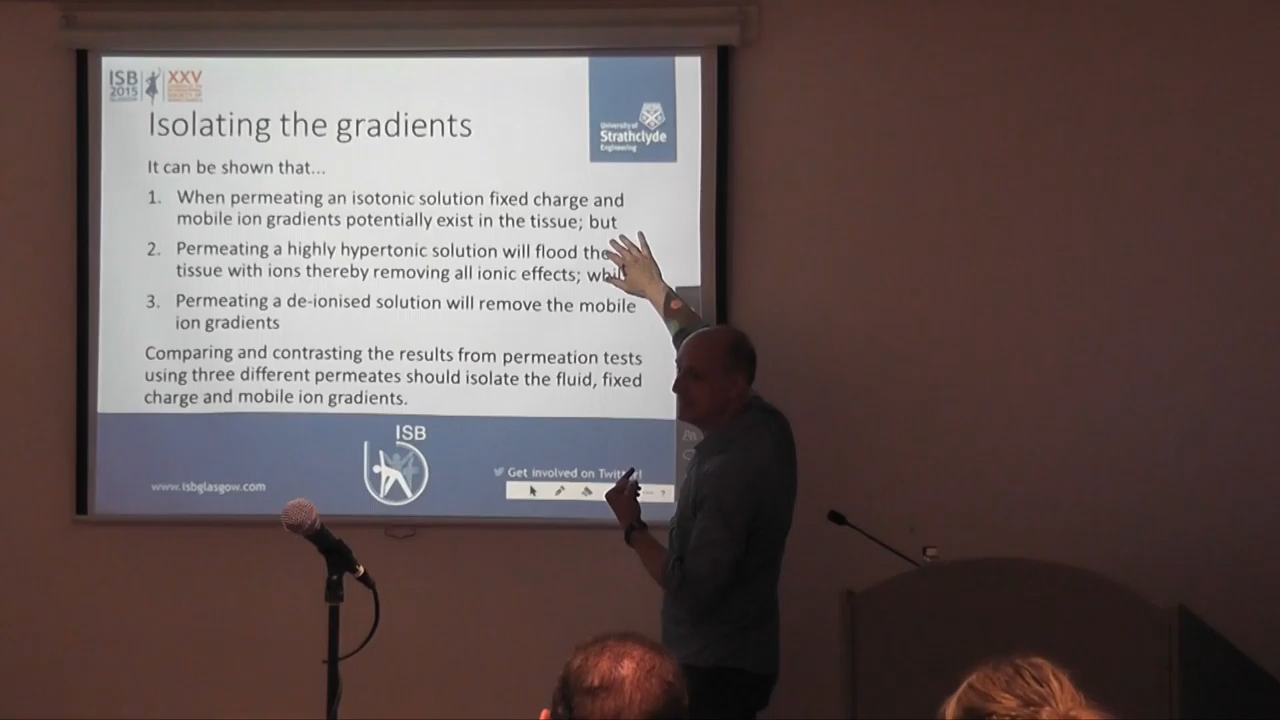 ISB
2015
XXV
Isolating the gradients
University of
Strathclyde
Engineering
It can be shown that...
1. When permeating an isotonic solution fixed charge and
mobile ion gradients potentially exist in the tissue; but
2. Permeating a highly hypertonic solution will flood the
tissue with ions thereby removing all ionic effects;
3. Permeating a de-ionised solution will remove the mobile
ion gradients
Comparing and contrasting the results from permeation tests
using three different permeates should isolate the fluid, fixed
charge and mobile ion gradients.
ISB
www.isbglasgow.com
Get involved on
?